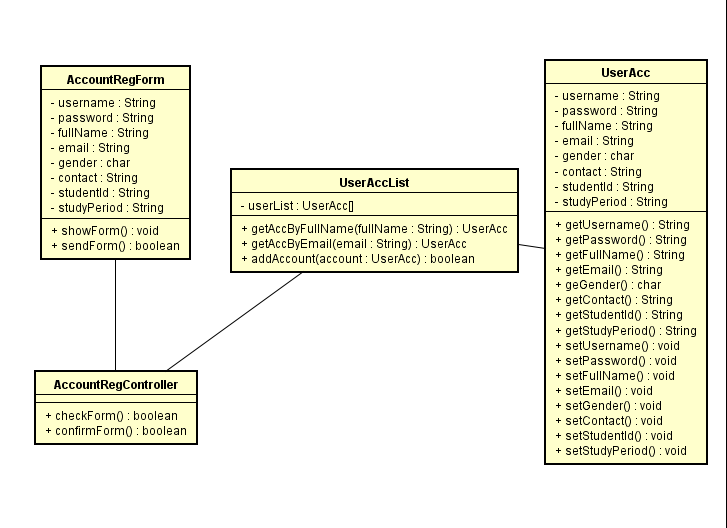 AccountRegForm
- username : String
- password : String
- fullName : String
- email : String
- gender : char
- contact : String
- studentId : String
- studyPeriod : String
+ showForm() : void
+ sendForm() : boolean
UserAccList
- userList : UserAcc[]
+ getAccByFullName(fullName : String) : UserAcc
+ getAccByEmail(email : String) : UserAcc
+ addAccount(account : UserAcc) : boolean
UserAcc
- username : String
- password : String
- fullName : String
- email : String
- gender : char
- contact : String
- studentId : String
- studyPeriod : String
+ getUsername() : String
+ getPassword() : String
+ getFullName() : String
+ getEmail() : String
+ geGender() : char
+ getContact() : String
+ getStudentId() : String
+ getStudyPeriod() : String
+ setUsername() : void
+ setPassword() : void
+ setFullName() : void
+ setEmail() : void
+ setGender() : void
+ setContact() : void
+ setStudentId() : void
+ setStudyPeriod() : void
AccountRegController
+ checkForm() : boolean
+ confirmForm() : boolean